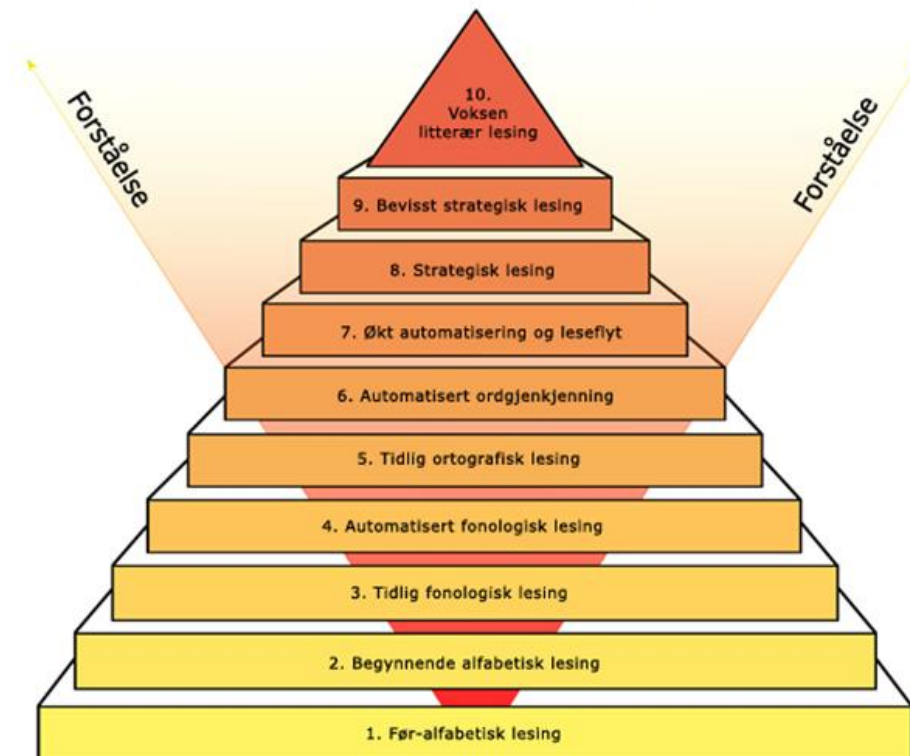 10.
Voksen
litterær lesing
Forståelse
Forståelse
9. Bevisst strategisk lesing
8. Strategisk lesing
7. Økt automatisering og leseflyt
6. Automatisert ordgjenkjenning
5. Tidlig ortografisk lesing
4. Automatisert fonologisk lesing
3. Tidlig fonologisk lesing
2. Begynnende alfabetisk lesing
1. Før-alfabetisk lesing